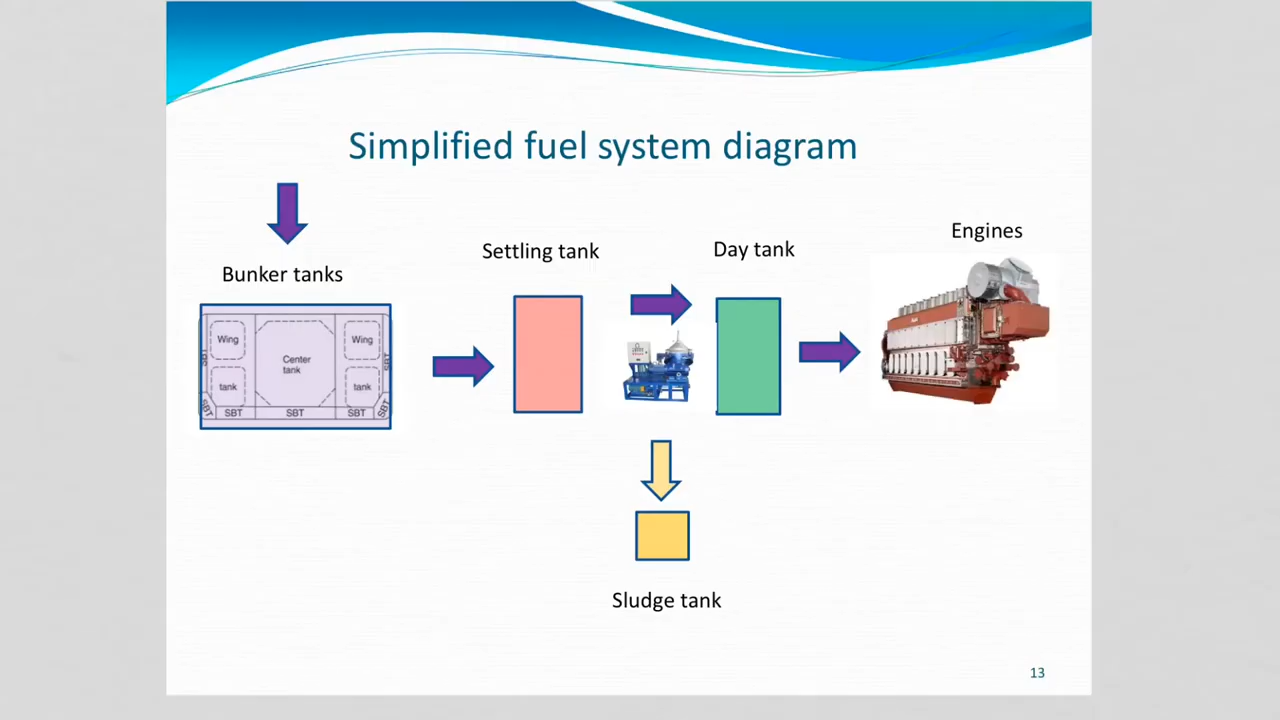 Simplified fuel system diagram
Engines
Settling tank
Day tank
Bunker tanks
Wing
Center
tank
Wing
SBT
SBT
tank
tank
SBT
SBT
SBT
SBT
SBT
Sludge tank
13